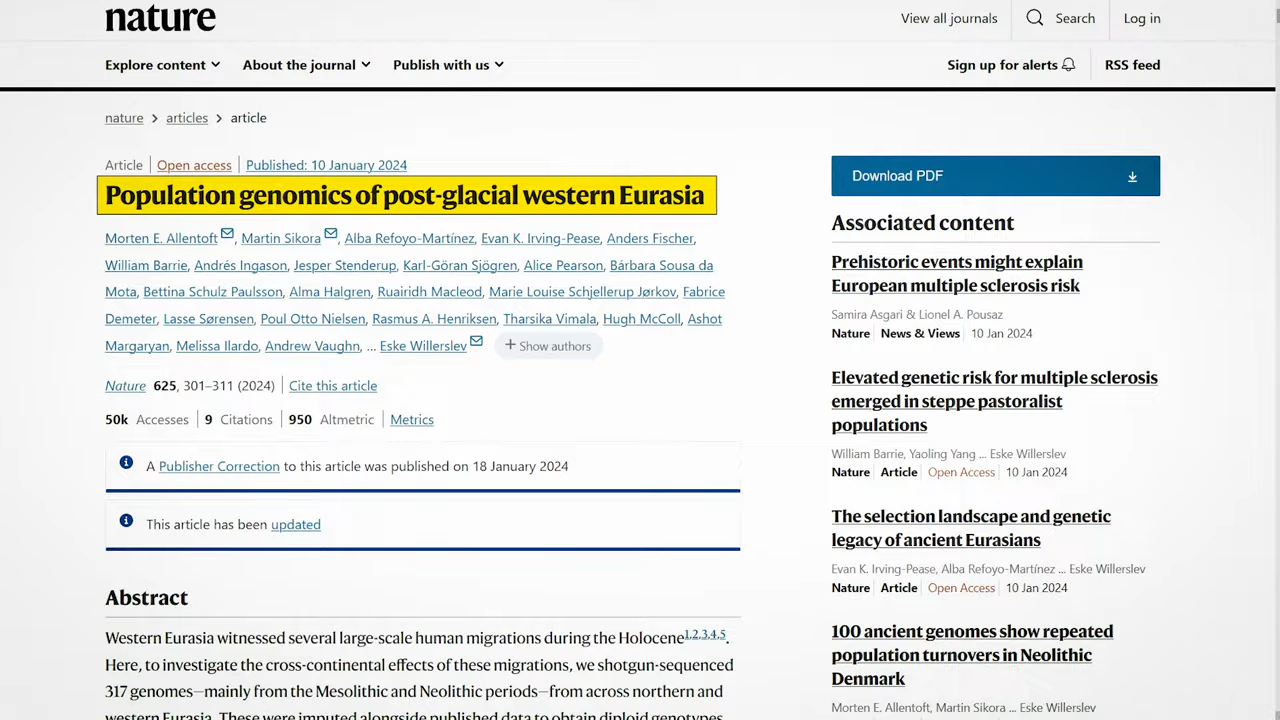 nature
View all journals
Search
Log in
Explore content
About the journal
Publish with us
Sign up for alerts
RSS feed
nature > articles > article
Article | Open access | Published: 10 January 2024
Population genomics of post-glacial western Eurasia
Morten E. Allentoft, Martin Sikora, Alba Refoyo-Martínez, Evan K. Irving-Pease, Anders Fischer,
William Barrie, Andrés Ingason, Jesper Stenderup, Karl-Göran Sjögren, Alice Pearson, Bárbara Sousa da
Mota, Bettina Schulz Paulsson, Alma Halgren, Ruairidh Macleod, Marie Louise Schjellerup Jørkov, Fabrice
Demeter, Lasse Sørensen, Poul Otto Nielsen, Rasmus A. Henriksen, Tharsika Vimala, Hugh McColl, Ashot
Margaryan, Melissa Ilardo, Andrew Vaughn, ... Eske Willerslev + Show authors
Nature 625, 301–311 (2024) | Cite this article
50k Accesses | 9 Citations | 950 Altmetric | Metrics
A Publisher Correction to this article was published on 18 January 2024
This article has been updated
Abstract
Western Eurasia witnessed several large-scale human migrations during the Holocene1,2,3,4,5.
Here, to investigate the cross-continental effects of these migrations, we shotgun-sequenced
317 genomes—mainly from the Mesolithic and Neolithic periods—from across northern and
western Eurasia. These were imputed alongside published data to obtain diploid genotypes
Download PDF
Associated content
Prehistoric events might explain
European multiple sclerosis risk
Samira Asgari & Lionel A. Pousaz
Nature | News & Views | 10 Jan 2024
Elevated genetic risk for multiple sclerosis
emerged in steppe pastoralist
populations
William Barrie, Yaoling Yang ... Eske Willerslev
Nature | Article | Open Access | 10 Jan 2024
The selection landscape and genetic
legacy of ancient Eurasians
Evan K. Irving-Pease, Alba Refoyo-Martínez ... Eske Willerslev
Nature | Article | Open Access | 10 Jan 2024
100 ancient genomes show repeated
population turnovers in Neolithic
Denmark
Morten E. Allentoft, Martin Sikora ... Eske Willerslev